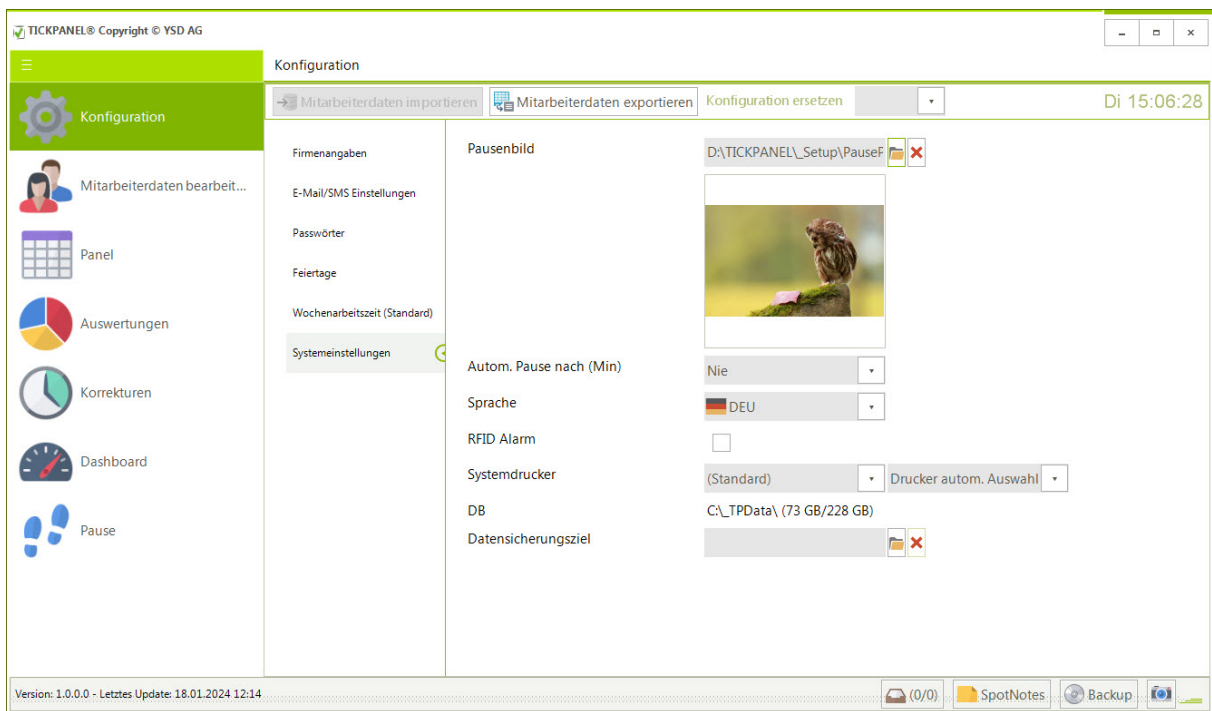 TICKPANEL® Copyright © YSD AG
Konfiguration
Konfiguration
Mitarbeiterdaten bearbeit...
Panel
Auswertungen
Korrekturen
Dashboard
Pause
Mitarbeiterdaten importieren Mitarbeiterdaten exportieren Konfiguration ersetzen Di 15:06:28
Firmenangaben
E-Mail/SMS Einstellungen
Passwörter
Feiertage
Wochenarbeitszeit (Standard)
Systemeinstellungen
Pausenbild D:\TICKPANEL\_Setup\PauseP
Autom. Pause nach (Min) Nie
Sprache DEU
RFID Alarm
Systemdrucker (Standard) Drucker autom. Auswahl
DB C:\_TPData\ (73 GB/228 GB)
Datensicherungsziel
Version: 1.0.0.0 - Letztes Update: 18.01.2024 12:14 (0/0) SpotNotes Backup